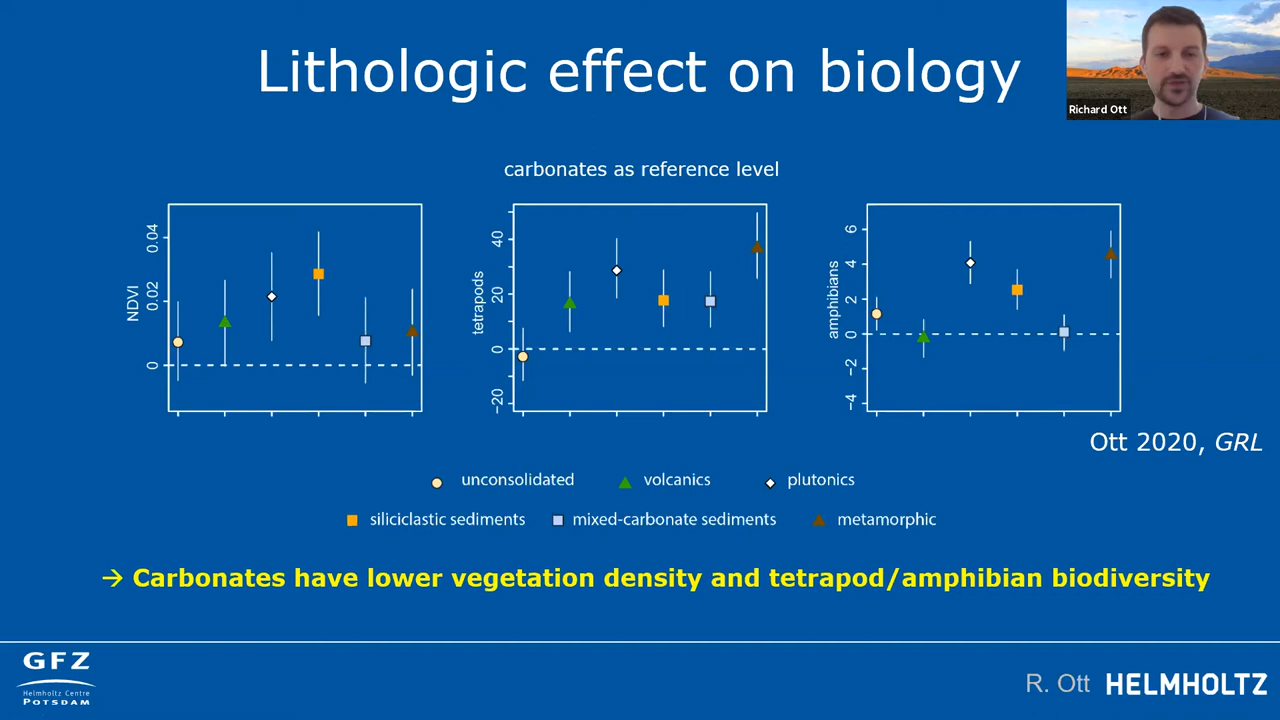 Lithologic effect on biology
Richard Ott
carbonates as reference level
NDVI
0.04
0.02
0
tetrapods
40
20
0
−20
amphibians
6
4
2
0
−2
−4
Ott 2020, GRL
unconsolidated
volcanics
plutonics
siliciclastic sediments
mixed-carbonate sediments
metamorphic
→ Carbonates have lower vegetation density and tetrapod/amphibian biodiversity
GFZ
Helmholtz Centre
POTSDAM
R. Ott
HELMHOLTZ